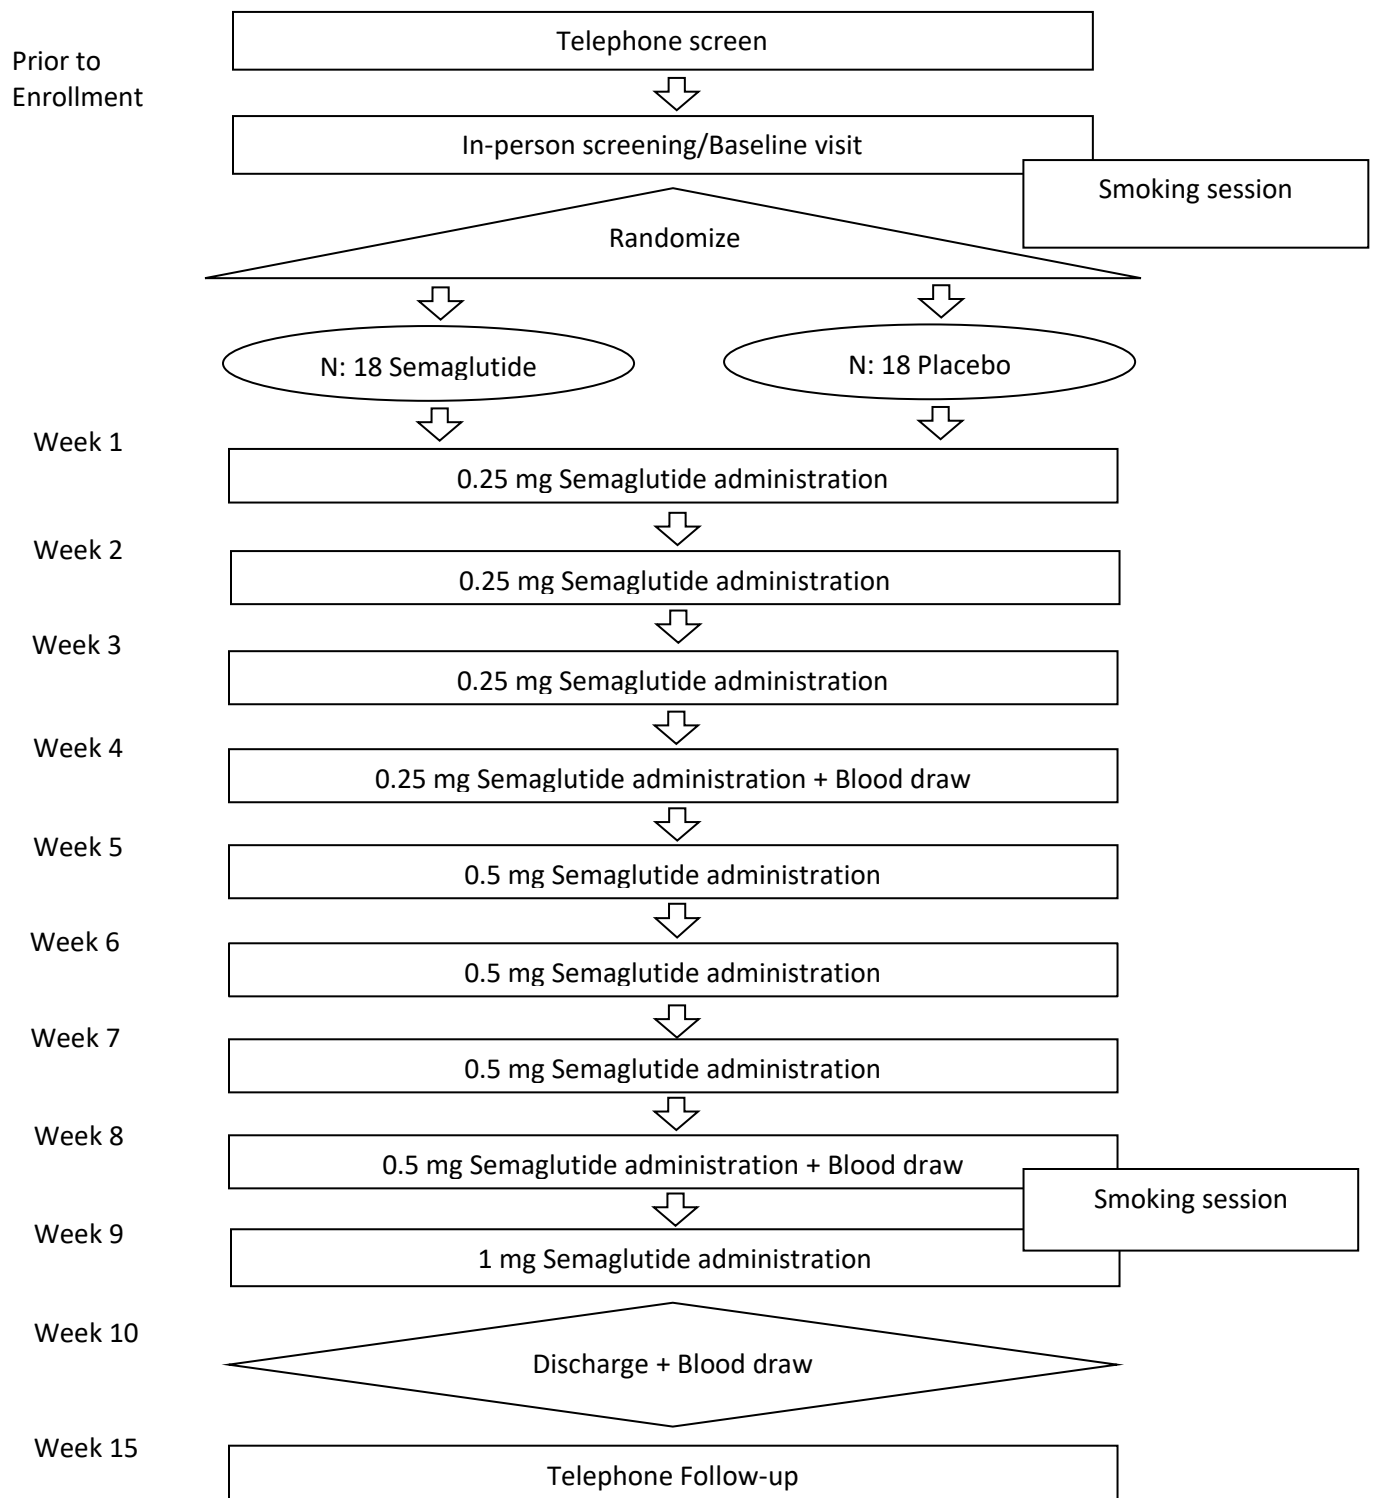 Telephone screen
Prior to
Enrollment
In-person screening/Baseline visit
Smoking session
Randomize
N: 18 Semaglutide
N: 18 Placebo
Week 1
0.25 mg Semaglutide administration
Week 2
0.25 mg Semaglutide administration
Week 3
0.25 mg Semaglutide administration
Week 4
0.25 mg Semaglutide administration + Blood draw
Week 5
0.5 mg Semaglutide administration
Week 6
0.5 mg Semaglutide administration
Week 7
0.5 mg Semaglutide administration
Week 8
0.5 mg Semaglutide administration + Blood draw
Smoking session
Week 9
1 mg Semaglutide administration
Week 10
Discharge + Blood draw
Week 15
Telephone Follow-up